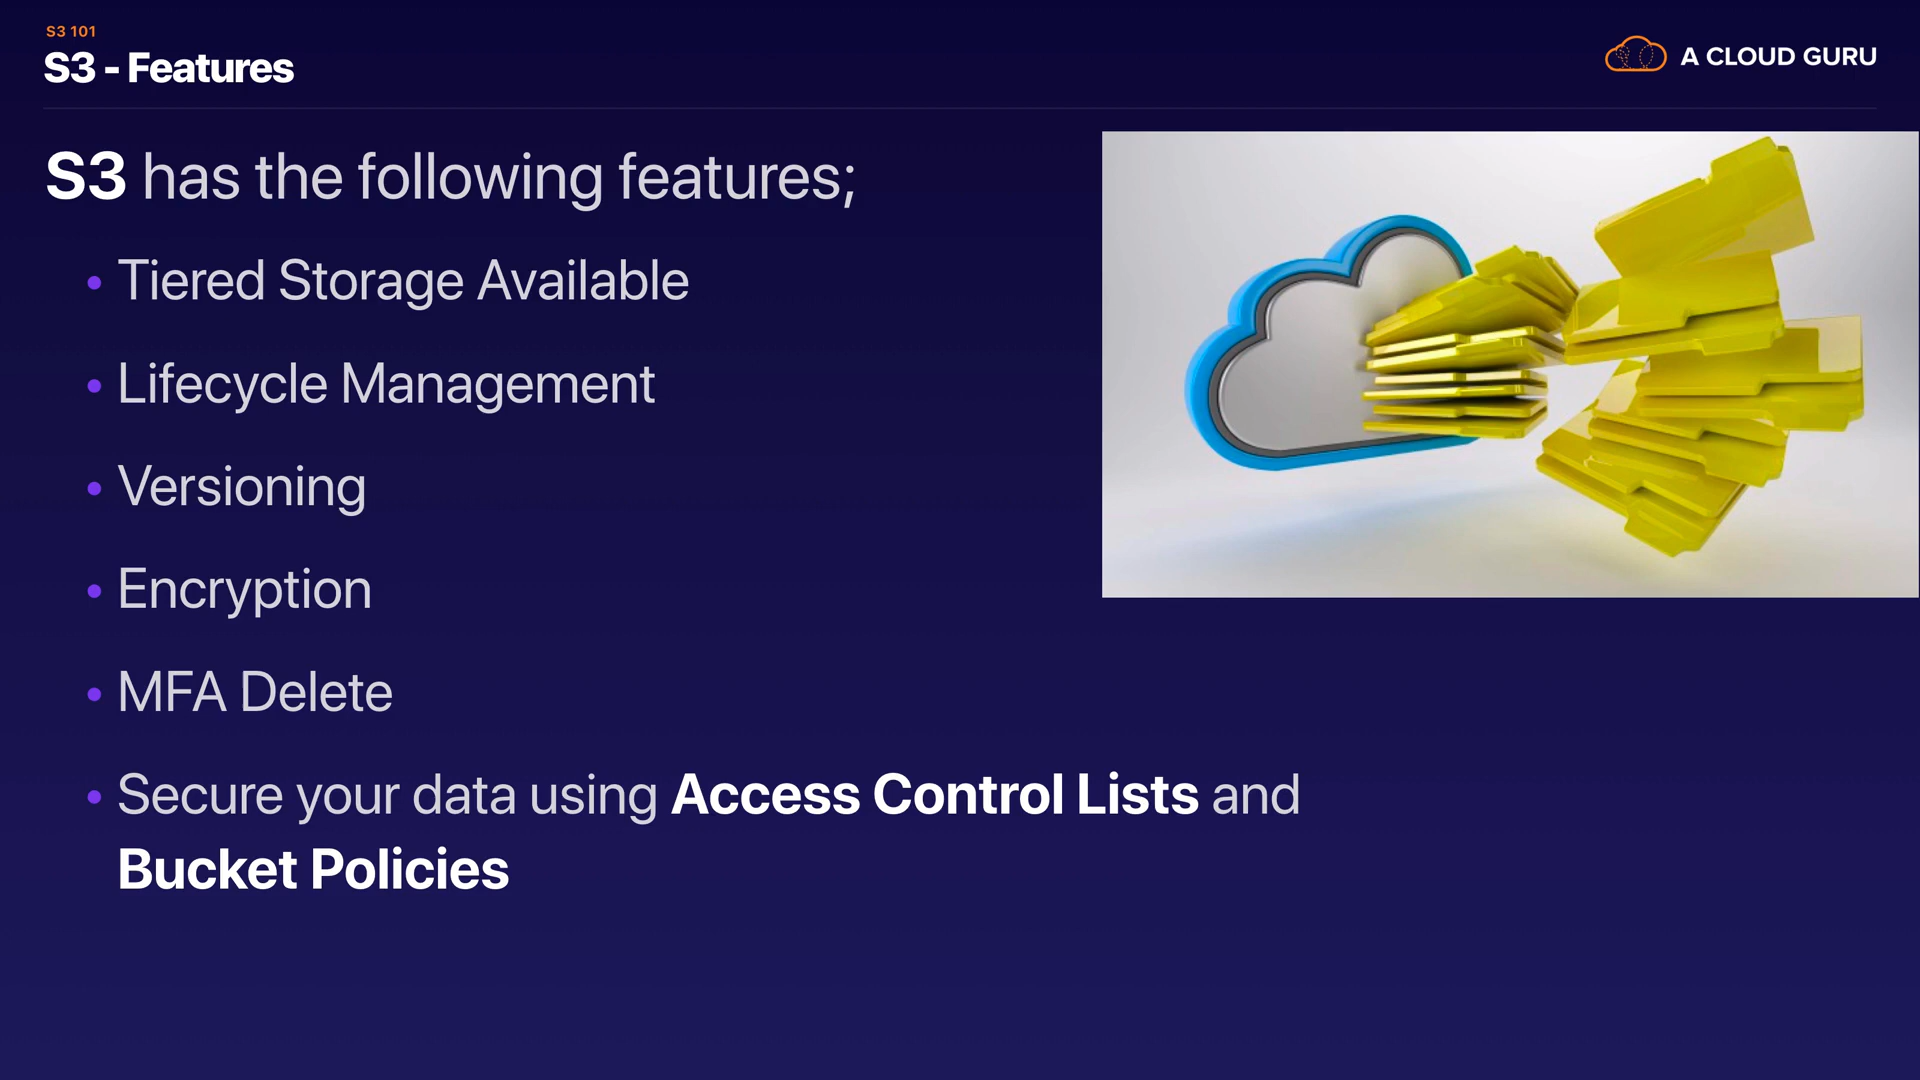 S3 101
S3 - Features
A CLOUD GURU
S3 has the following features;
• Tiered Storage Available
• Lifecycle Management
• Versioning
• Encryption
• MFA Delete
• Secure your data using Access Control Lists and
Bucket Policies